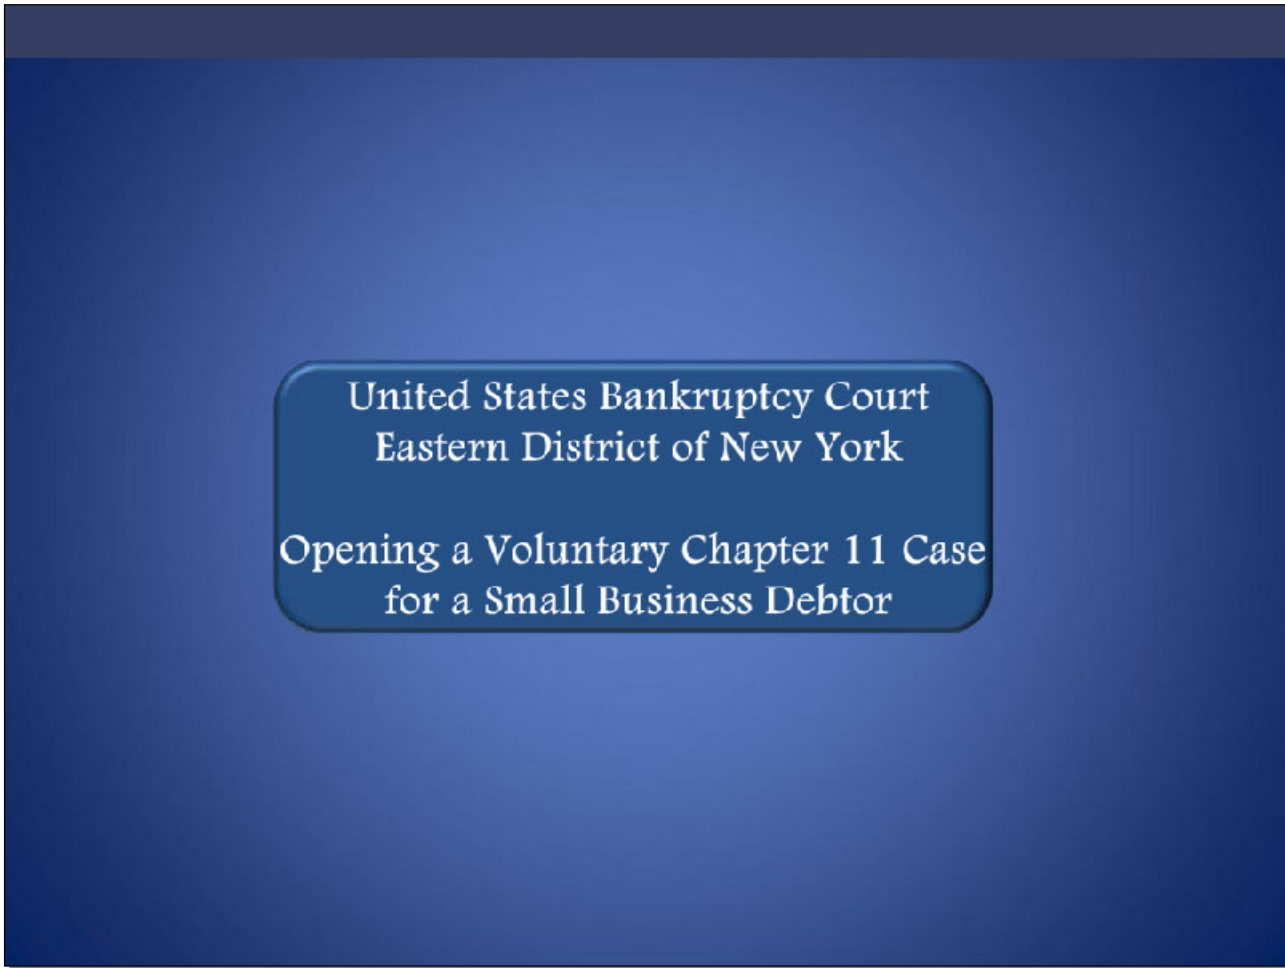 United States Bankruptcy Court
Eastern District of New York
Opening a Voluntary Chapter 11 Case
for a Small Business Debtor